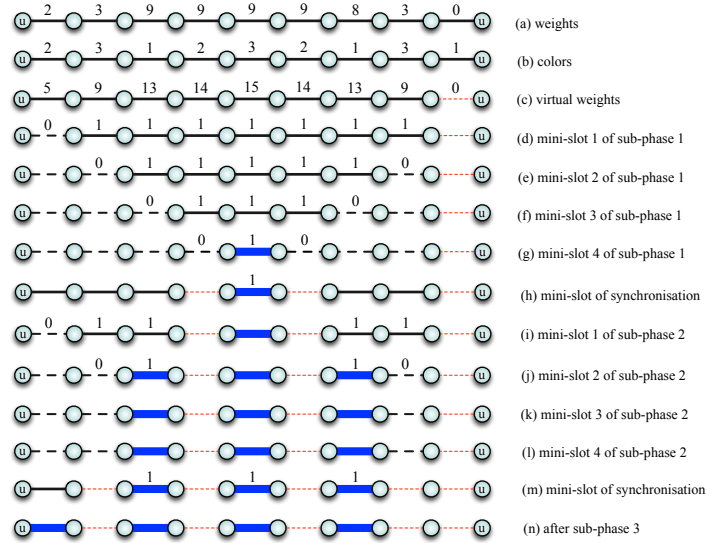 2 3 9 9 9 9 8 3 0
u u (a) weights
2 3 1 2 3 2 1 3 1
u u (b) colors
5 9 13 14 15 14 13 9 0
u u (c) virtual weights
0 1 1 1 1 1 1 1
u u (d) mini-slot 1 of sub-phase 1
0 1 1 1 1 1 0
u u (e) mini-slot 2 of sub-phase 1
0 1 1 1 0
u u (f) mini-slot 3 of sub-phase 1
0 1 0
u u (g) mini-slot 4 of sub-phase 1
1
u u (h) mini-slot of synchronisation
0 1 1 1 1
u u (i) mini-slot 1 of sub-phase 2
0 1 1 0
u u (j) mini-slot 2 of sub-phase 2
u u (k) mini-slot 3 of sub-phase 2
u u (l) mini-slot 4 of sub-phase 2
1 1 1
u u (m) mini-slot of synchronisation
u u (n) after sub-phase 3